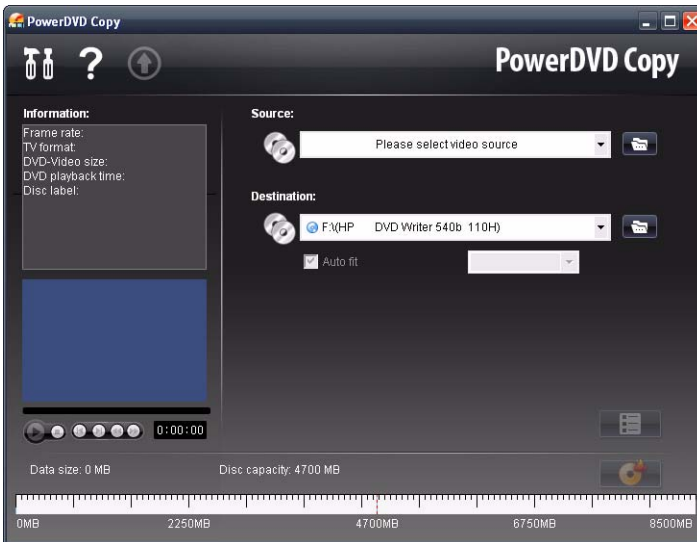 PowerDVD Copy
?
PowerDVD Copy
Information:
Frame rate:
TV format:
DVD-Video size:
DVD playback time:
Disc label:
Source:
Please select video source
Destination:
F:\(HP DVD Writer 540b 110H)
Auto fit
0:00:00
Data size: 0 MB
Disc capacity: 4700 MB
0MB 2250MB 4700MB 6750MB 8500MB